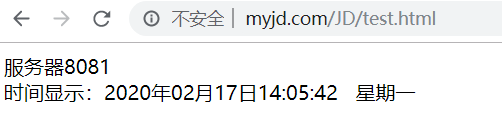 不安全 | myjd.com/JD/test.html
服务器8081
时间显示：2020年02月17日14:05:42 星期一